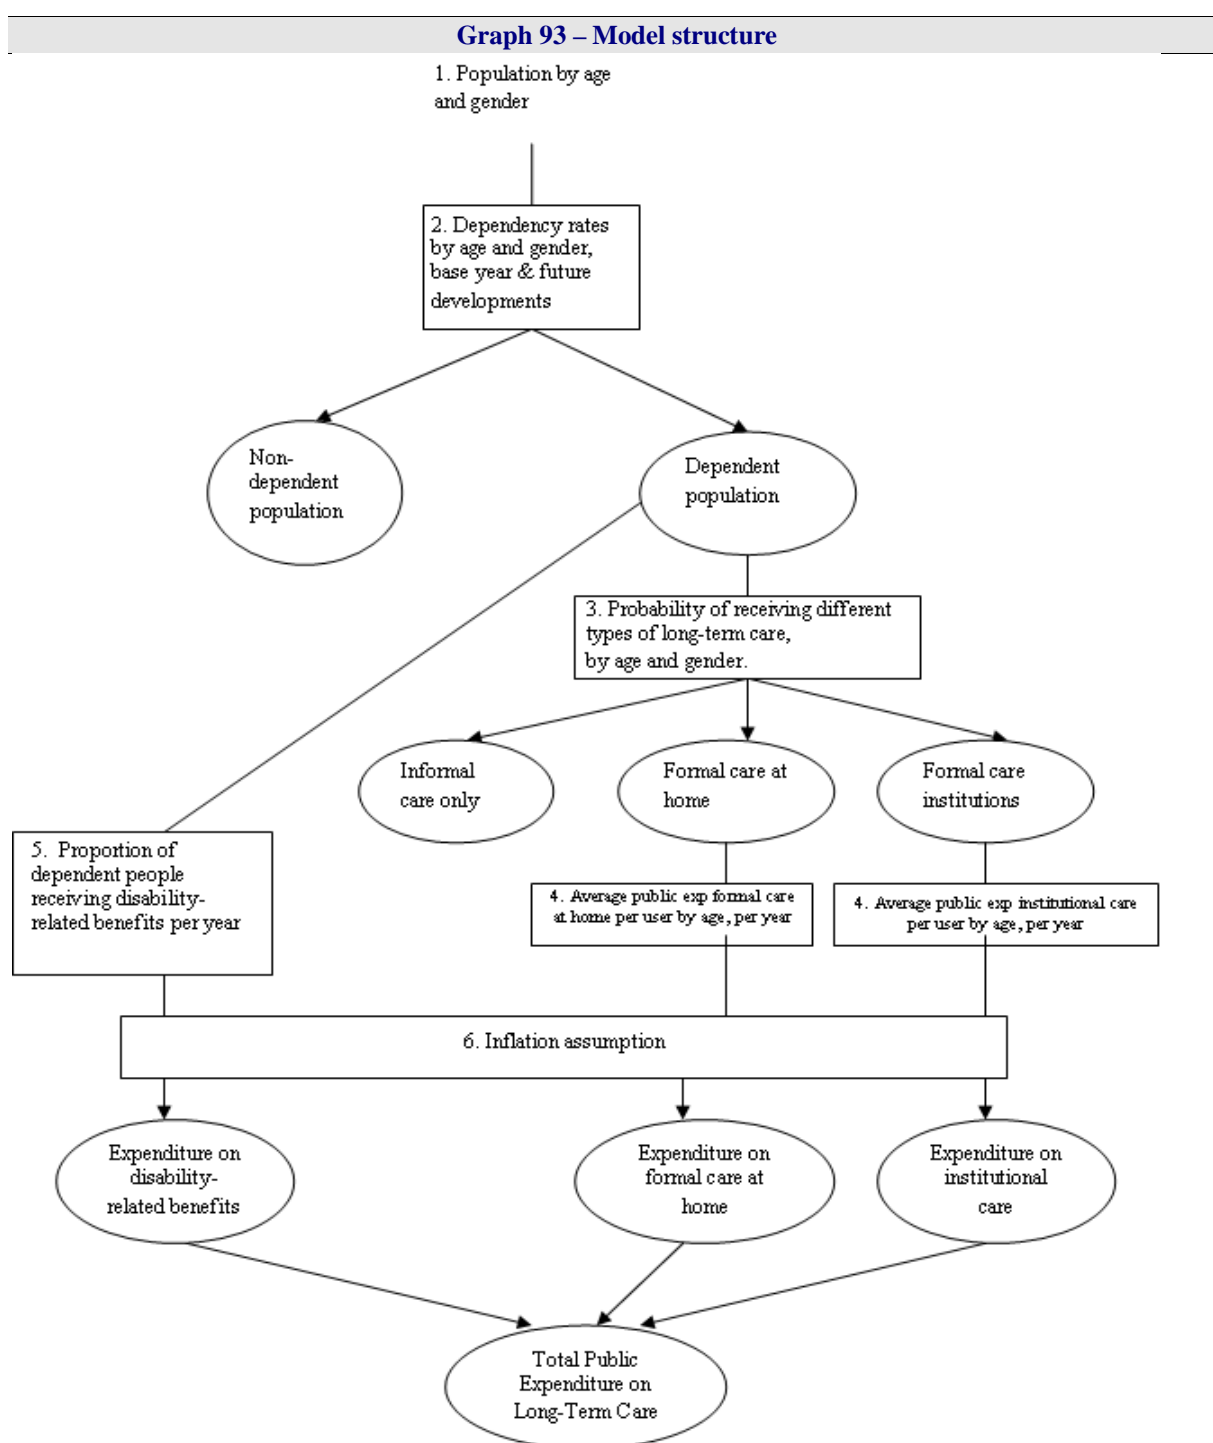 Graph 93 – Model structure
1. Population by age
and gender
2. Dependency rates
by age and gender,
base year & future
developments
Non-
dependent
population
Dependent
population
3. Probability of receiving different
types of long-term care,
by age and gender.
Informal
care only
Formal care at
home
Formal care
institutions
5. Proportion of
dependent people
receiving disability-
related benefits per year
4. Average public exp formal care
at home per user by age, per year
4. Average public exp institutional care
per user by age, per year
6. Inflation assumption
Expenditure on
disability-
related benefits
Expenditure on
formal care at
home
Expenditure on
institutional
care
Total Public
Expenditure on
Long-Term Care